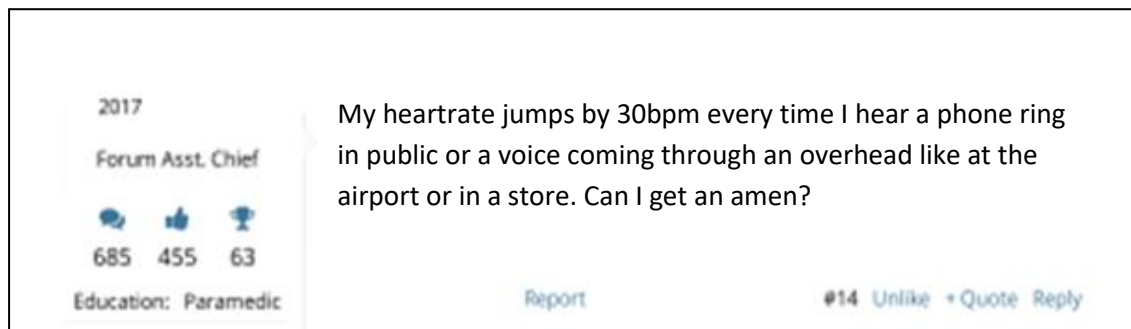 2017
Forum Asst. Chief
685 455 63
Education: Paramedic
My heartrate jumps by 30bpm every time I hear a phone ring
in public or a voice coming through an overhead like at the
airport or in a store. Can I get an amen?
Report #14 Unlike + Quote Reply